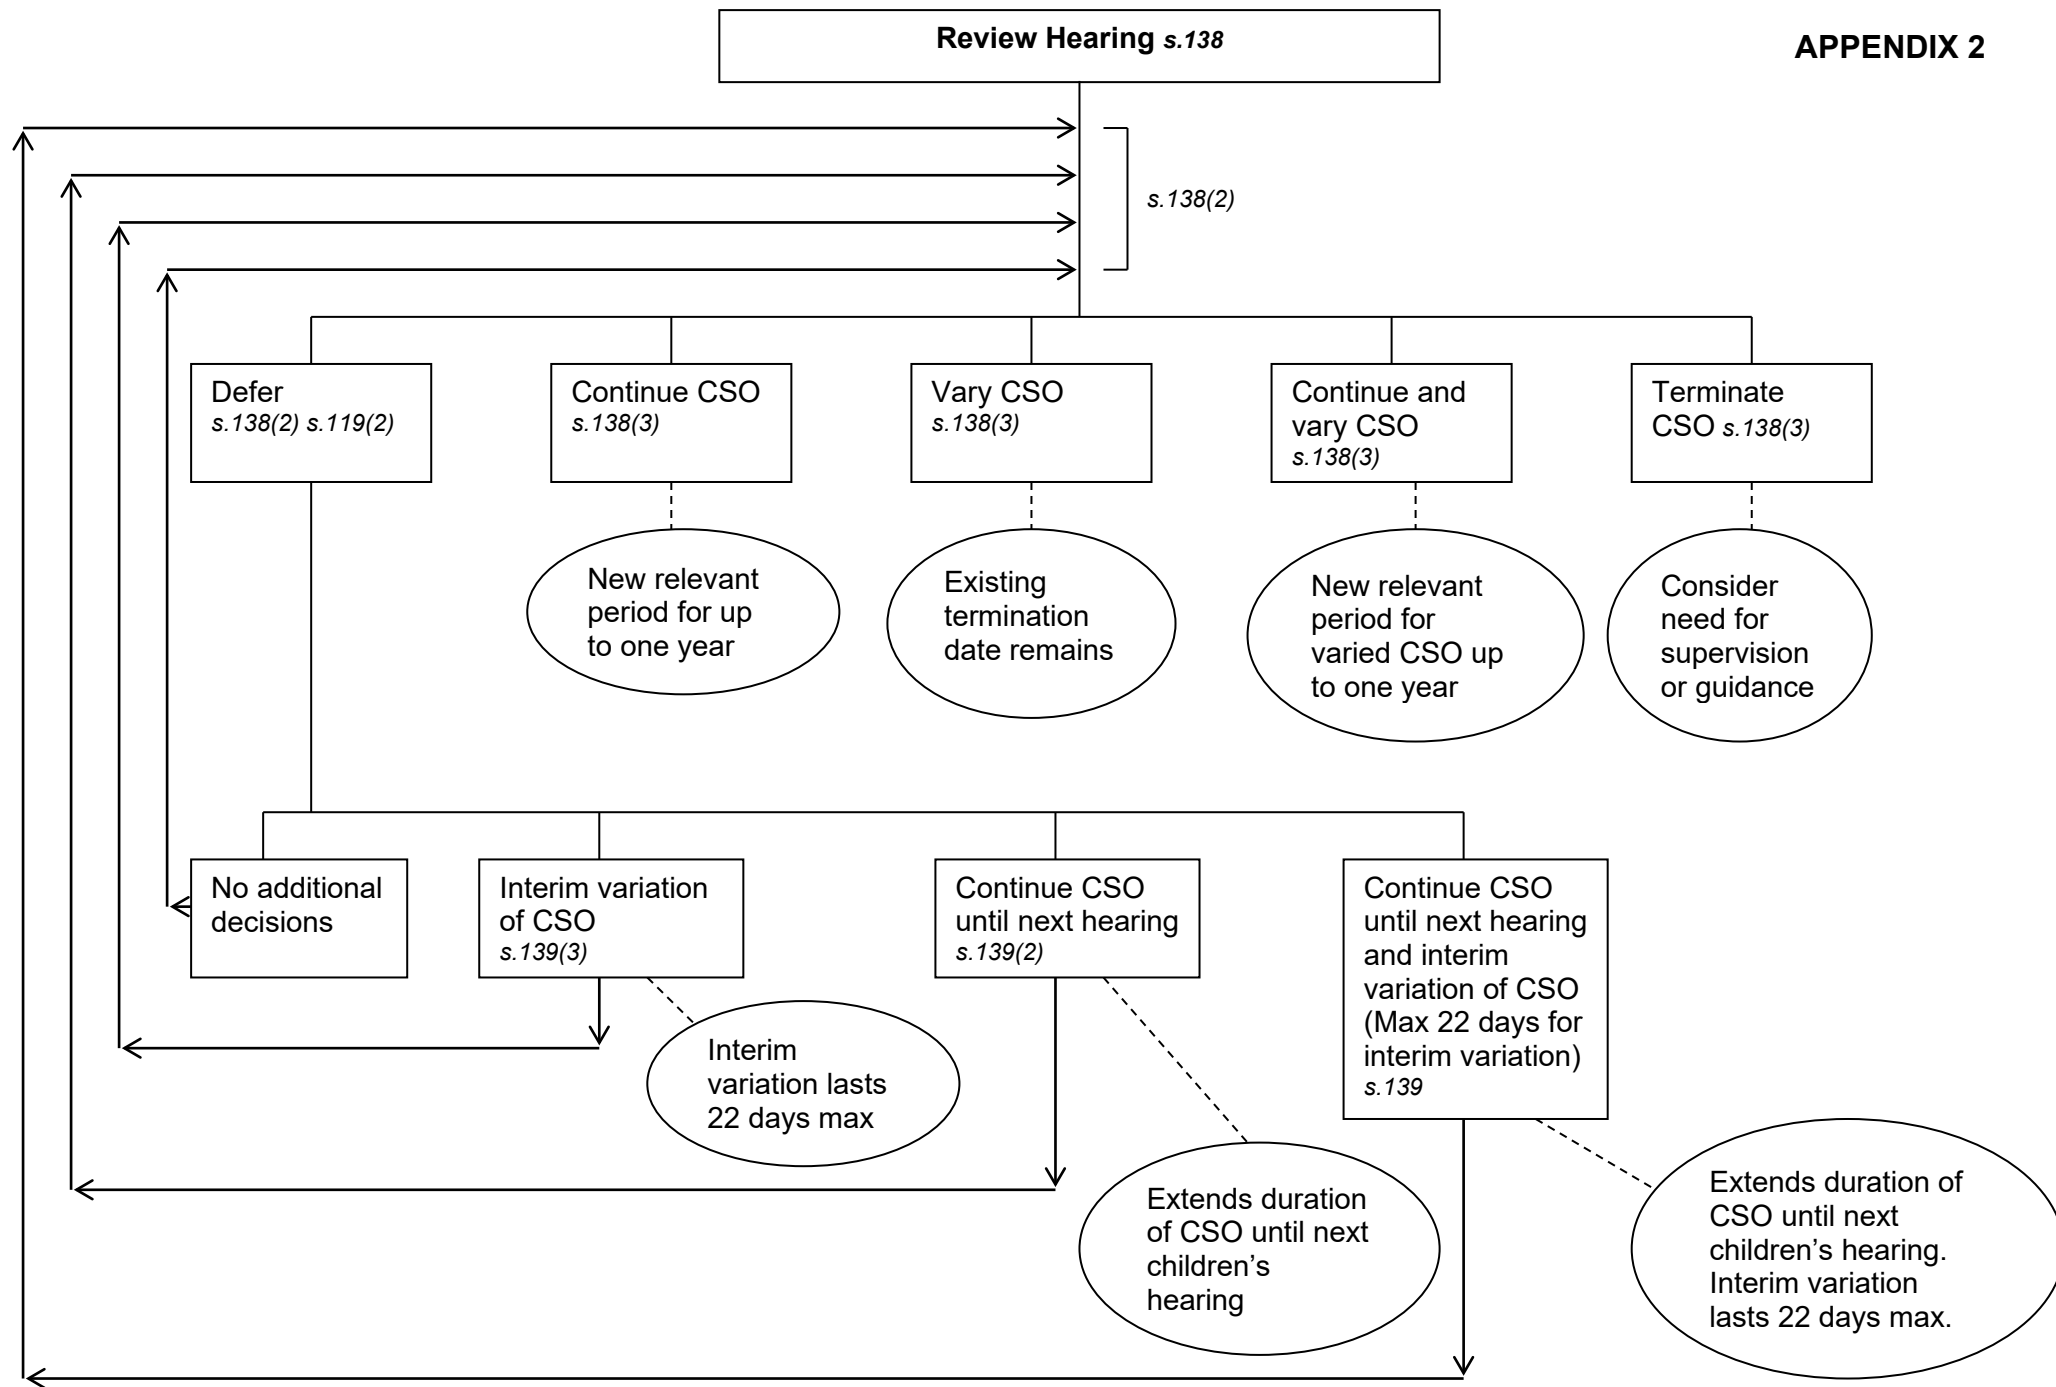 Review Hearing s.138
APPENDIX 2
s.138(2)
Defer
s.138(2) s.119(2)
Continue CSO
s.138(3)
Vary CSO
s.138(3)
Continue and
vary CSO
s.138(3)
Terminate
CSO s.138(3)
New relevant
period for up
to one year
Existing
termination
date remains
New relevant
period for
varied CSO up
to one year
Consider
need for
supervision
or guidance
No additional
decisions
Interim variation
of CSO
s.139(3)
Continue CSO
until next hearing
s.139(2)
Continue CSO
until next hearing
and interim
variation of CSO
(Max 22 days for
interim variation)
s.139
Interim
variation lasts
22 days max
Extends duration
of CSO until next
children’s
hearing
Extends duration of
CSO until next
children’s hearing.
Interim variation
lasts 22 days max.